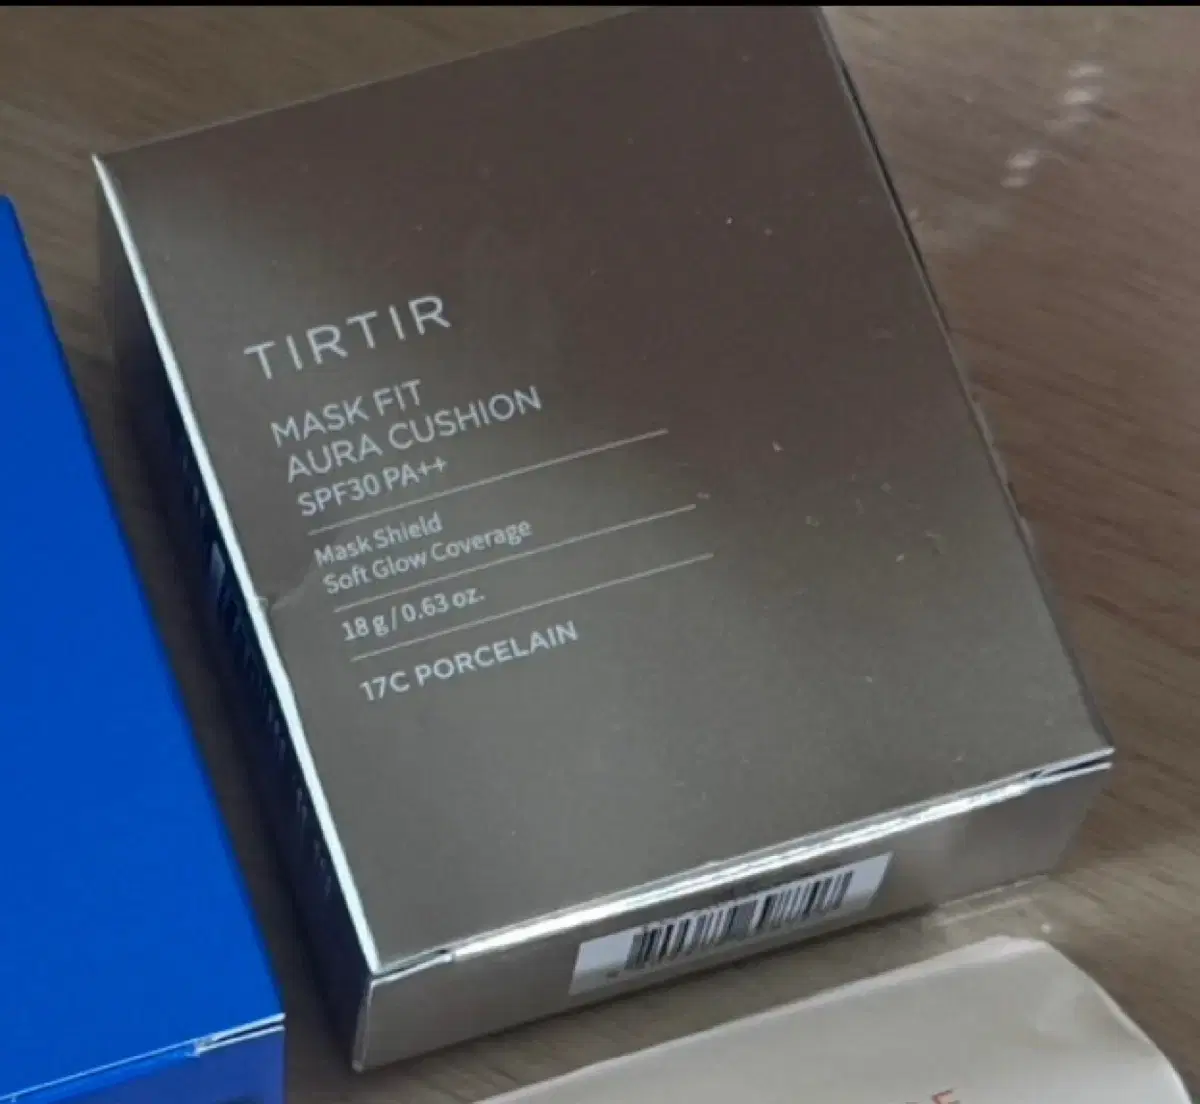 TIRTIR
MASK FIT
AURA CUSHION
SPF30 PA++
Mask Shield
Soft Glow Coverage
18 g / 0.63 oz.
17C PORCELAIN